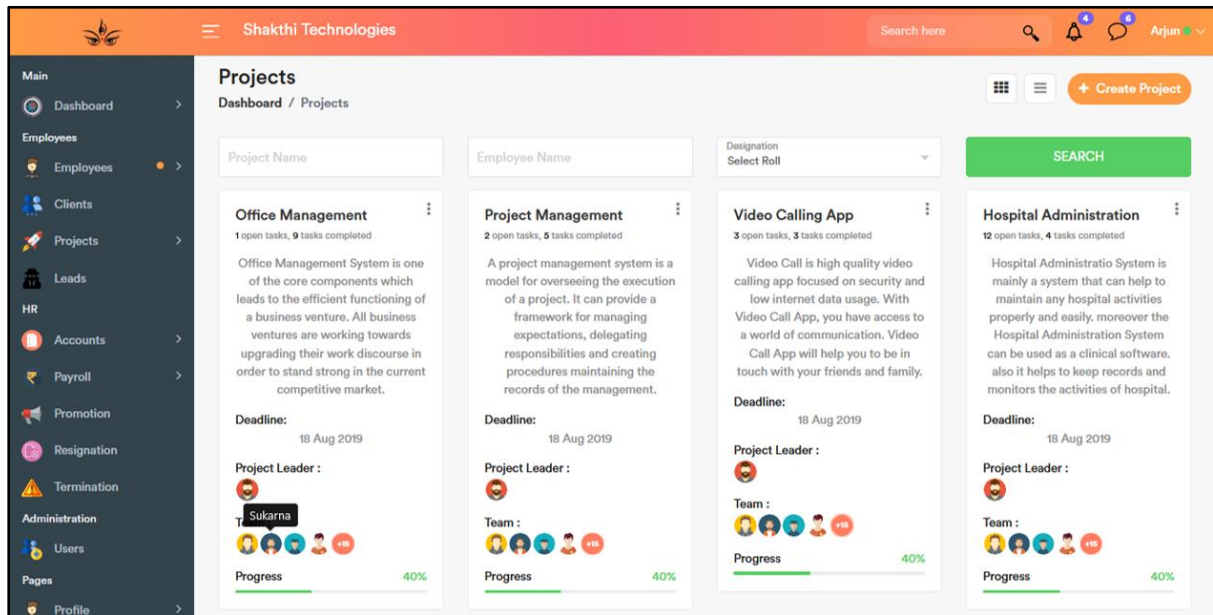 Shakthi Technologies
Search here
4
6
Arjun
Main
Dashboard
Employees
Employees
Clients
Projects
Leads
HR
Accounts
Payroll
Promotion
Resignation
Termination
Administration
Users
Pages
Profile
Projects
Dashboard / Projects
+ Create Project
Project Name
Employee Name
Designation
Select Roll
SEARCH
Office Management
1 open tasks, 9 tasks completed
Office Management System is one
of the core components which
leads to the efficient functioning of
a business venture. All business
ventures are working towards
upgrading their work discourse in
order to stand strong in the current
competitive market.
Deadline:
18 Aug 2019
Project Leader :
Sukarna
+15
Progress
40%
Project Management
2 open tasks, 5 tasks completed
A project management system is a
model for overseeing the execution
of a project. It can provide a
framework for managing
expectations, delegating
responsibilities and creating
procedures maintaining the
records of the management.
Deadline:
18 Aug 2019
Project Leader :
Team :
+15
Progress
40%
Video Calling App
3 open tasks, 3 tasks completed
Video Call is high quality video
calling app focused on security and
low internet data usage. With
Video Call App, you have access to
a world of communication. Video
Call App will help you to be in
touch with your friends and family.
Deadline:
18 Aug 2019
Project Leader :
Team :
+15
Progress
40%
Hospital Administration
12 open tasks, 4 tasks completed
Hospital Administratio System is
mainly a system that can help to
maintain any hospital activities
properly and easily. moreover the
Hospital Administration System
can be used as a clinical software.
also it helps to keep records and
monitors the activities of hospital.
Deadline:
18 Aug 2019
Project Leader :
Team :
+15
Progress
40%